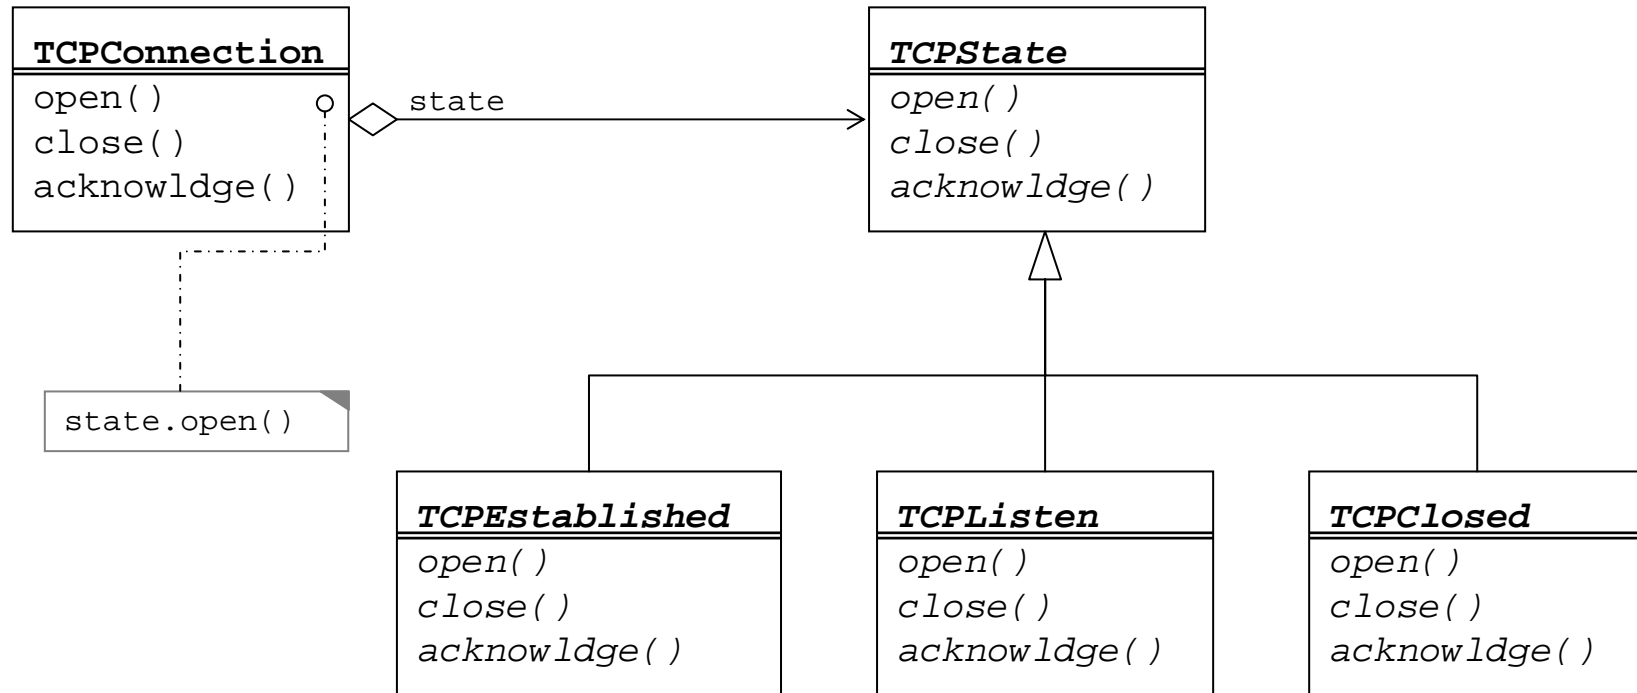 TCPConnection
open()
close()
acknowldge()
state
TCPState
open()
close()
acknowldge()
state.open()
TCPEstablished
open()
close()
acknowldge()
TCPListen
open()
close()
acknowldge()
TCPClosed
open()
close()
acknowldge()